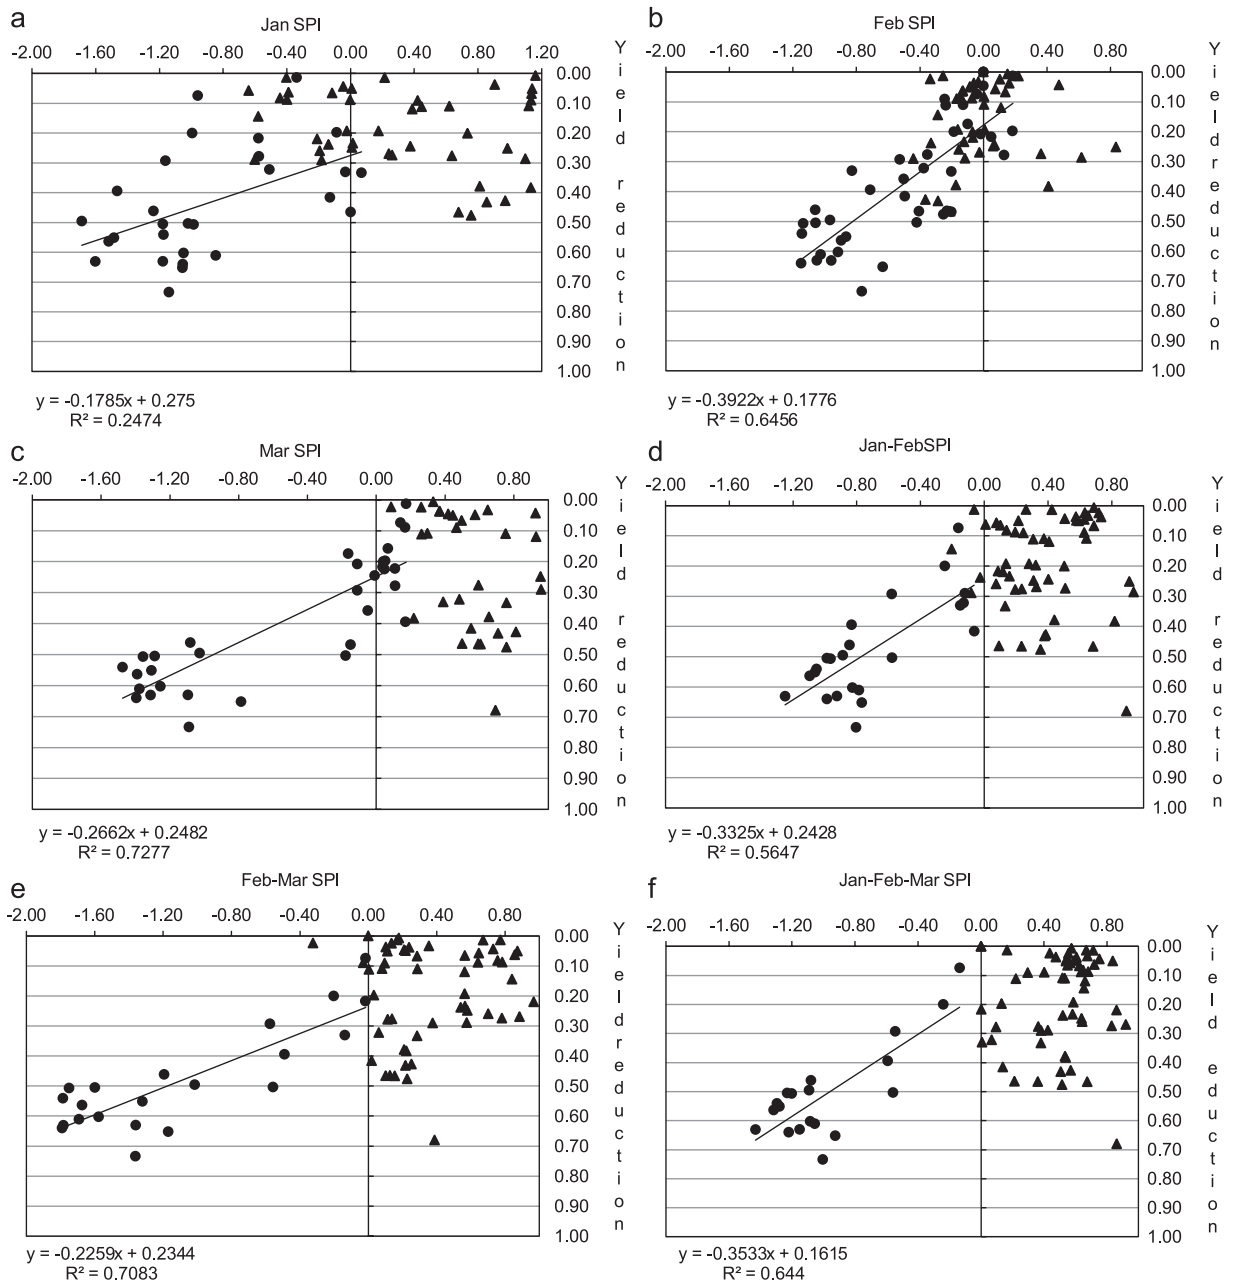 a
Jan SPI
-2.00 -1.60 -1.20 -0.80 -0.40 0.00 0.40 0.80 1.20
0.00
0.10
0.20
0.30
0.40
0.50
0.60
0.70
0.80
0.90
1.00
Yield reduction
y = -0.1785x + 0.275
R² = 0.2474
b
Feb SPI
-2.00 -1.60 -1.20 -0.80 -0.40 0.00 0.40 0.80
0.00
0.10
0.20
0.30
0.40
0.50
0.60
0.70
0.80
0.90
1.00
Yield reduction
y = -0.3922x + 0.1776
R² = 0.6456
c
Mar SPI
-2.00 -1.60 -1.20 -0.80 -0.40 0.00 0.40 0.80
0.00
0.10
0.20
0.30
0.40
0.50
0.60
0.70
0.80
0.90
1.00
Yield reduction
y = -0.2662x + 0.2482
R² = 0.7277
d
Jan-FebSPI
-2.00 -1.60 -1.20 -0.80 -0.40 0.00 0.40 0.80
0.00
0.10
0.20
0.30
0.40
0.50
0.60
0.70
0.80
0.90
1.00
Yield reduction
y = -0.3325x + 0.2428
R² = 0.5647
e
Feb-Mar SPI
-2.00 -1.60 -1.20 -0.80 -0.40 0.00 0.40 0.80
0.00
0.10
0.20
0.30
0.40
0.50
0.60
0.70
0.80
0.90
1.00
Yieldreduction
y = -0.2259x + 0.2344
R² = 0.7083
f
Jan-Feb-Mar SPI
-2.00 -1.60 -1.20 -0.80 -0.40 0.00 0.40 0.80
0.00
0.10
0.20
0.30
0.40
0.50
0.60
0.70
0.80
0.90
1.00
Yield eduction
y = -0.3533x + 0.1615
R² = 0.644